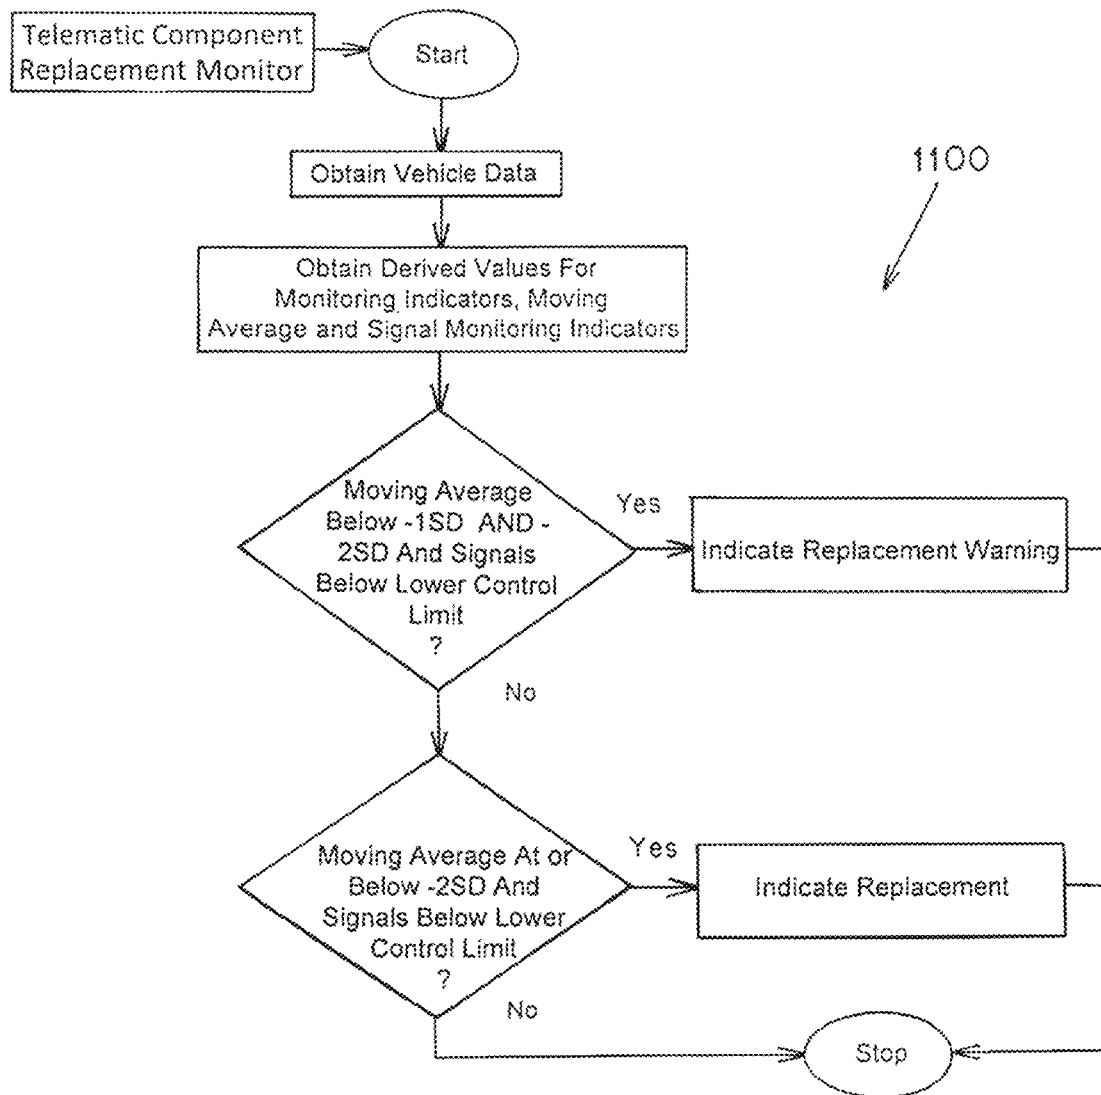 Telematic Component
Replacement Monitor
Start
Obtain Vehicle Data
1100
Obtain Derived Values For
Monitoring Indicators, Moving
Average and Signal Monitoring Indicators
Moving Average
Below -1SD AND -
2SD And Signals
Below Lower Control
Limit
?
Yes
Indicate Replacement Warning
No
Moving Average At or
Below -2SD And
Signals Below Lower
Control Limit
?
Yes
Indicate Replacement
No
Stop